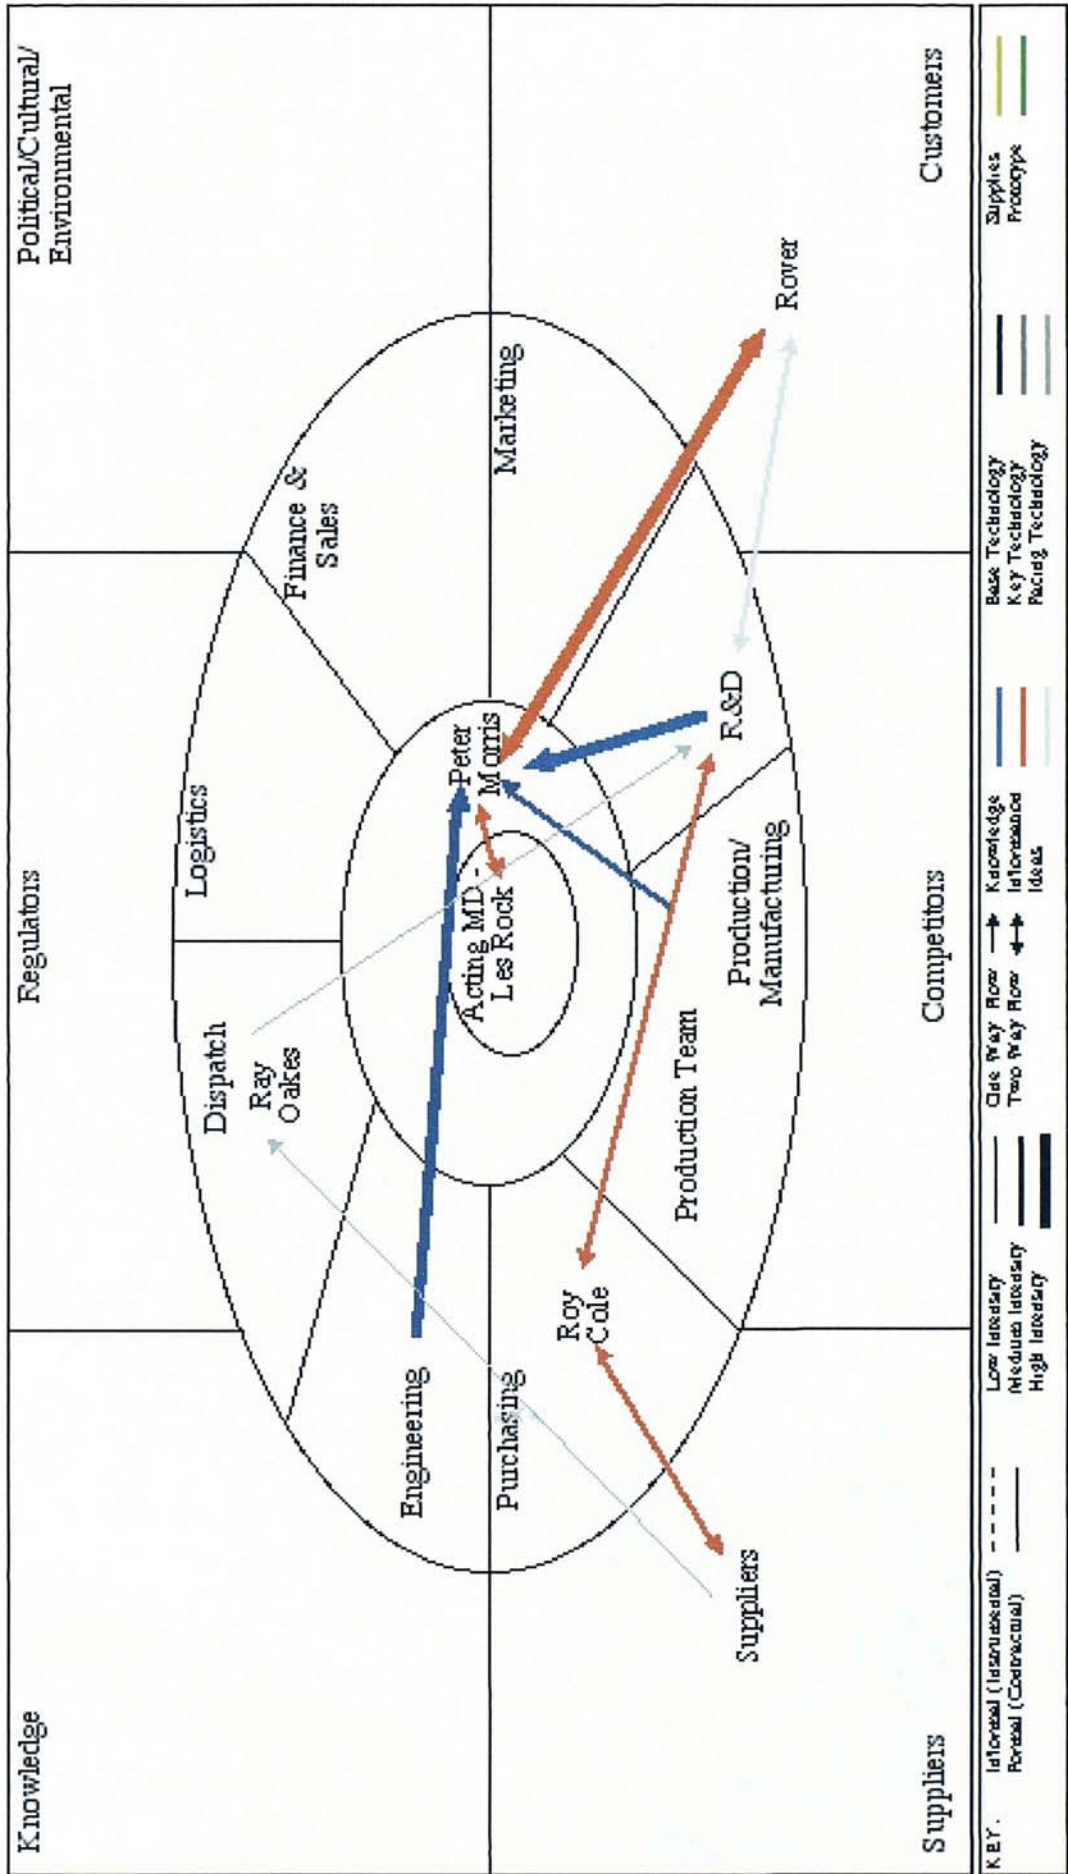 Knowledge
Regulators
Political/Cultural/
Environmental
Logistics
Dispatch
Ray
Oakes
Finance &
Sales
Engineering
Peter
Morris
Acting MD -
Les Rock
Purchasing
Marketing
Roy
Cole
Production Team
Production/
Manufacturing
R&D
Suppliers
Rover
Suppliers
Competitors
Customers
KEY:
Informal (Instrumental)
Formal (Contractual)
Low Intensity
Medium Intensity
High Intensity
One Way Flow
Two Way Flow
Knowledge
Information
Ideas
Base Technology
Key Technology
Pacing Technology
Supplies
Prototype